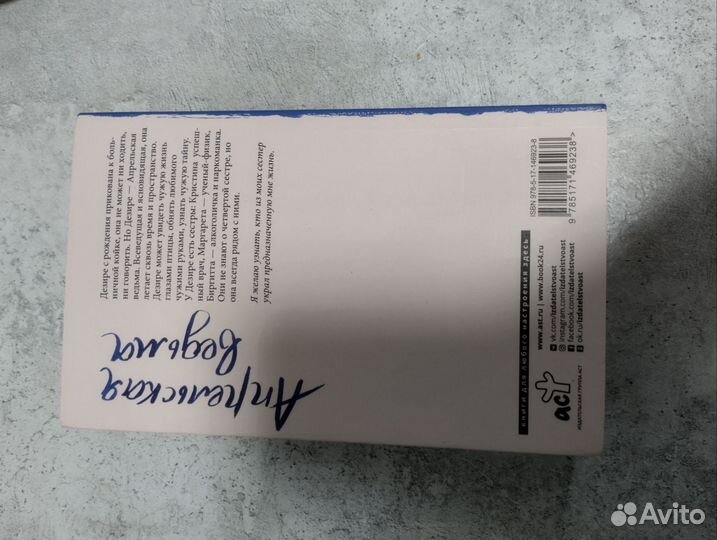 Апрельская
ведьма
Дезире с рождения прикована к боль-
ничной койке, она не может ни ходить,
ни говорить. Но Дезире — Апрельская
ведьма. Всеведущая и ясновидящая, она
летает сквозь время и пространство.
Дезире может увидеть чужую жизнь
глазами птицы, обнять любимого
чужими руками, узнать чужую тайну.
У Дезире есть сестры: Кристина успеш-
ный врач, Маргарета — ученый-физик,
Биргитта — алкоголичка и наркоманка.
Они не знают о четвертой сестре, но
она всегда рядом с ними.
Я желаю узнать, кто из моих сестер
украл предназначенную мне жизнь.
act
ИЗДАТЕЛЬСКАЯ ГРУППА АСТ
книги для любого настроения здесь
www.ast.ru | www.book24.ru
vk.com/izdatelstvoast
instagram.com/izdatelstvoast
facebook.com/izdatelstvoast
ok.ru/izdatelstvoast
ISBN 978-5-17-146923-8
9 785171 469238 >
Avito